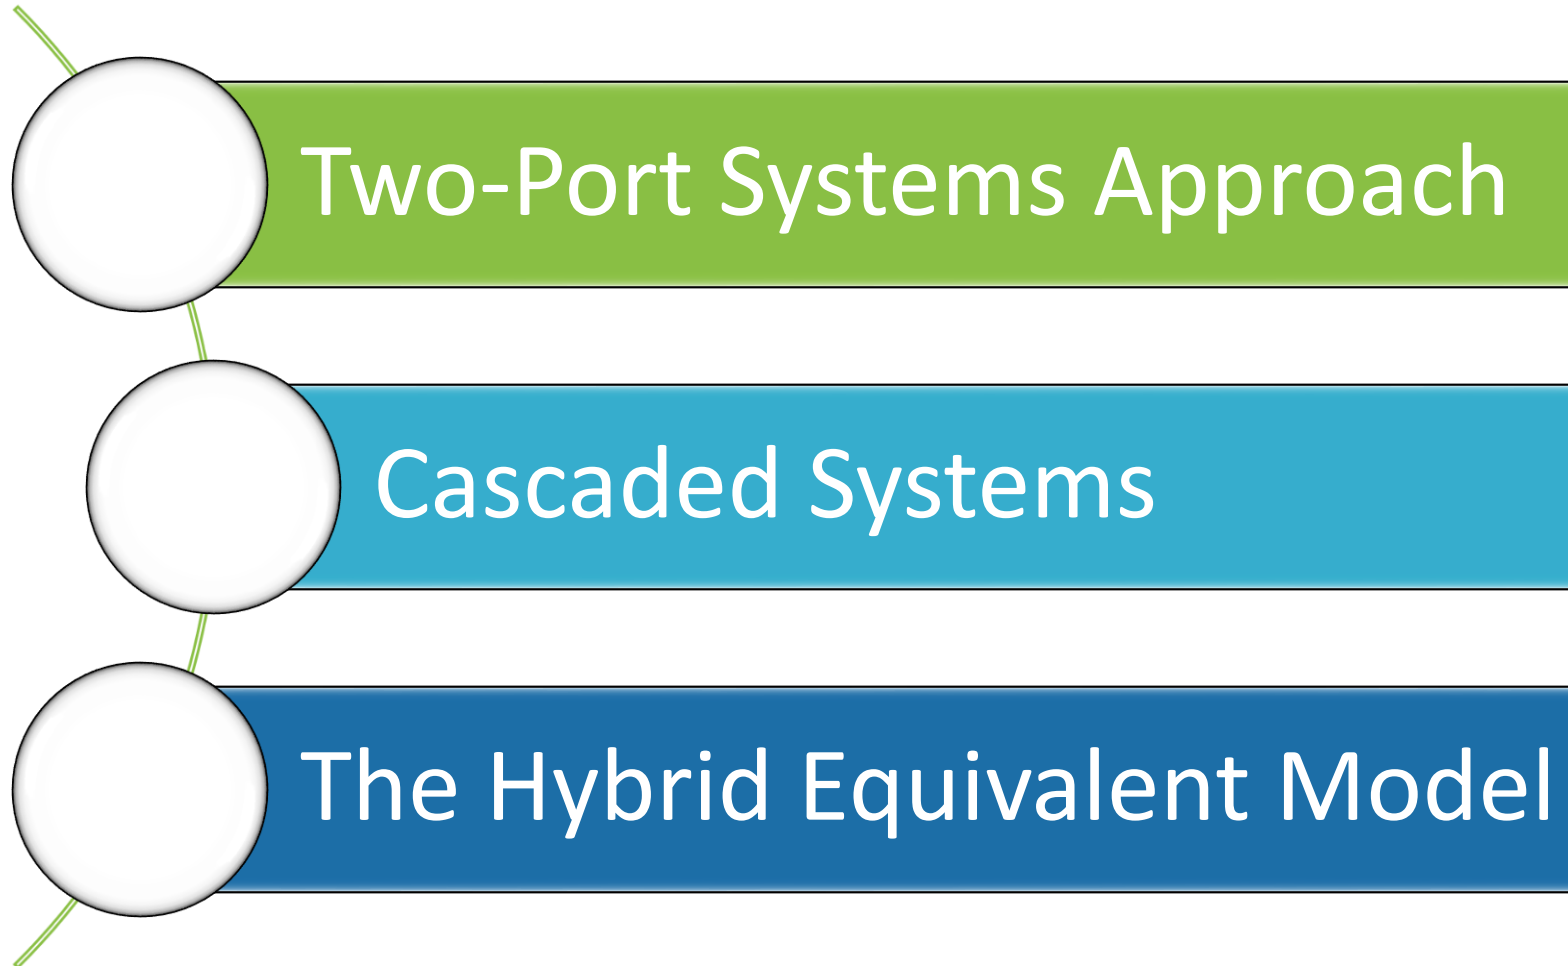 Two-Port Systems Approach
Cascaded Systems
The Hybrid Equivalent Model